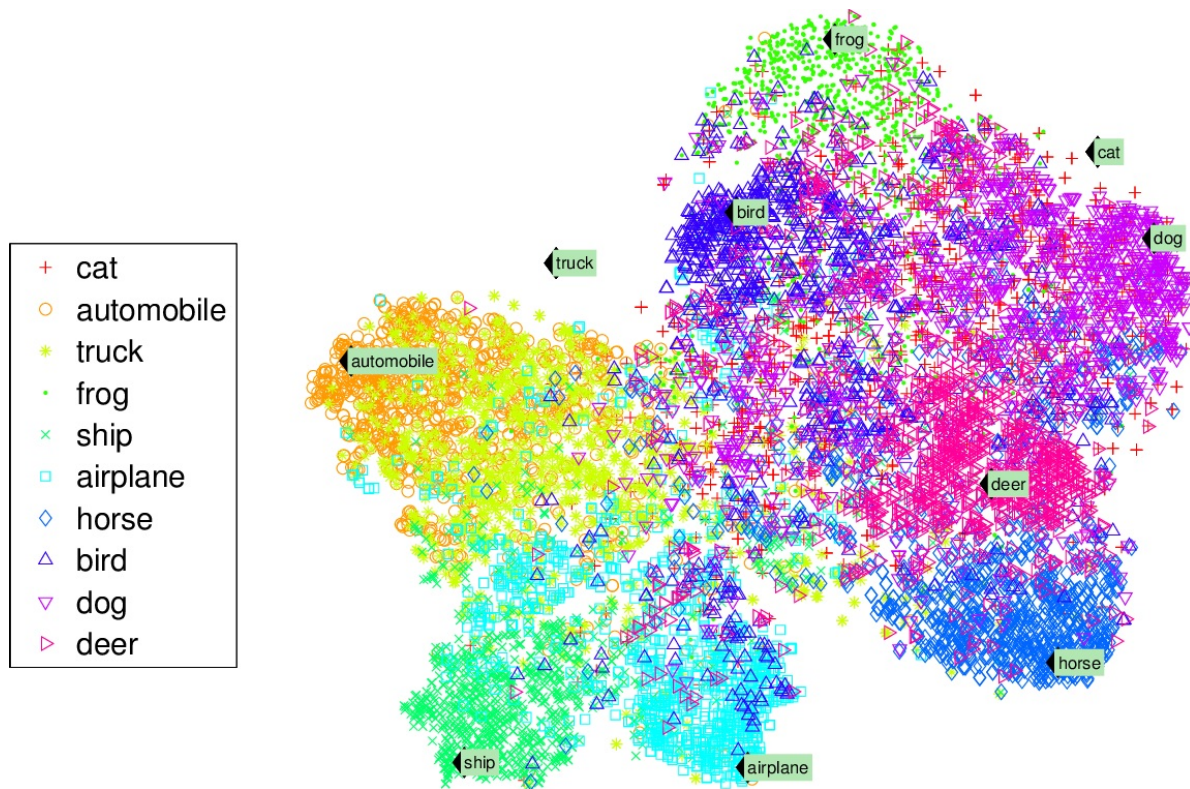 cat
automobile
truck
frog
ship
airplane
horse
bird
dog
deer
frog
cat
bird
dog
truck
automobile
deer
horse
ship
airplane